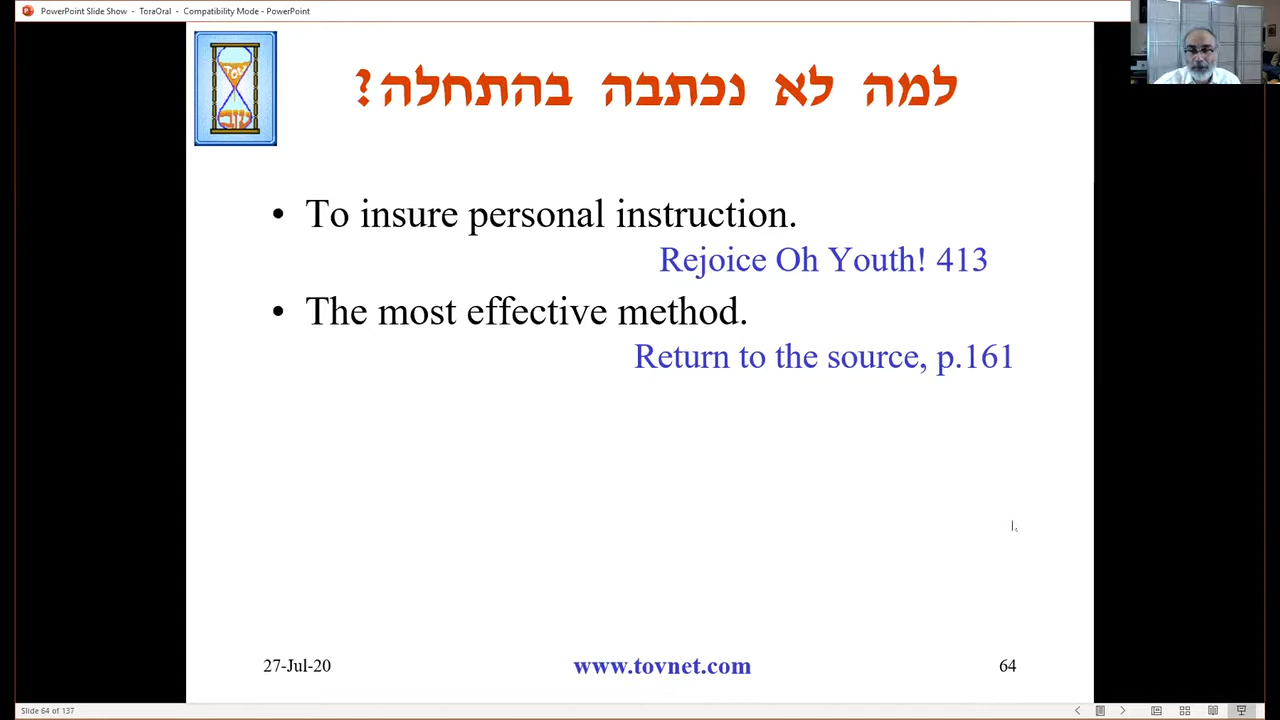 PowerPoint Slide Show - ToraOral - Compatibility Mode - PowerPoint
למה לא נכתבה בהתחלה?
• To insure personal instruction.
Rejoice Oh Youth! 413
• The most effective method.
Return to the source, p.161
27-Jul-20
www.tovnet.com
64
Slide 64 of 137